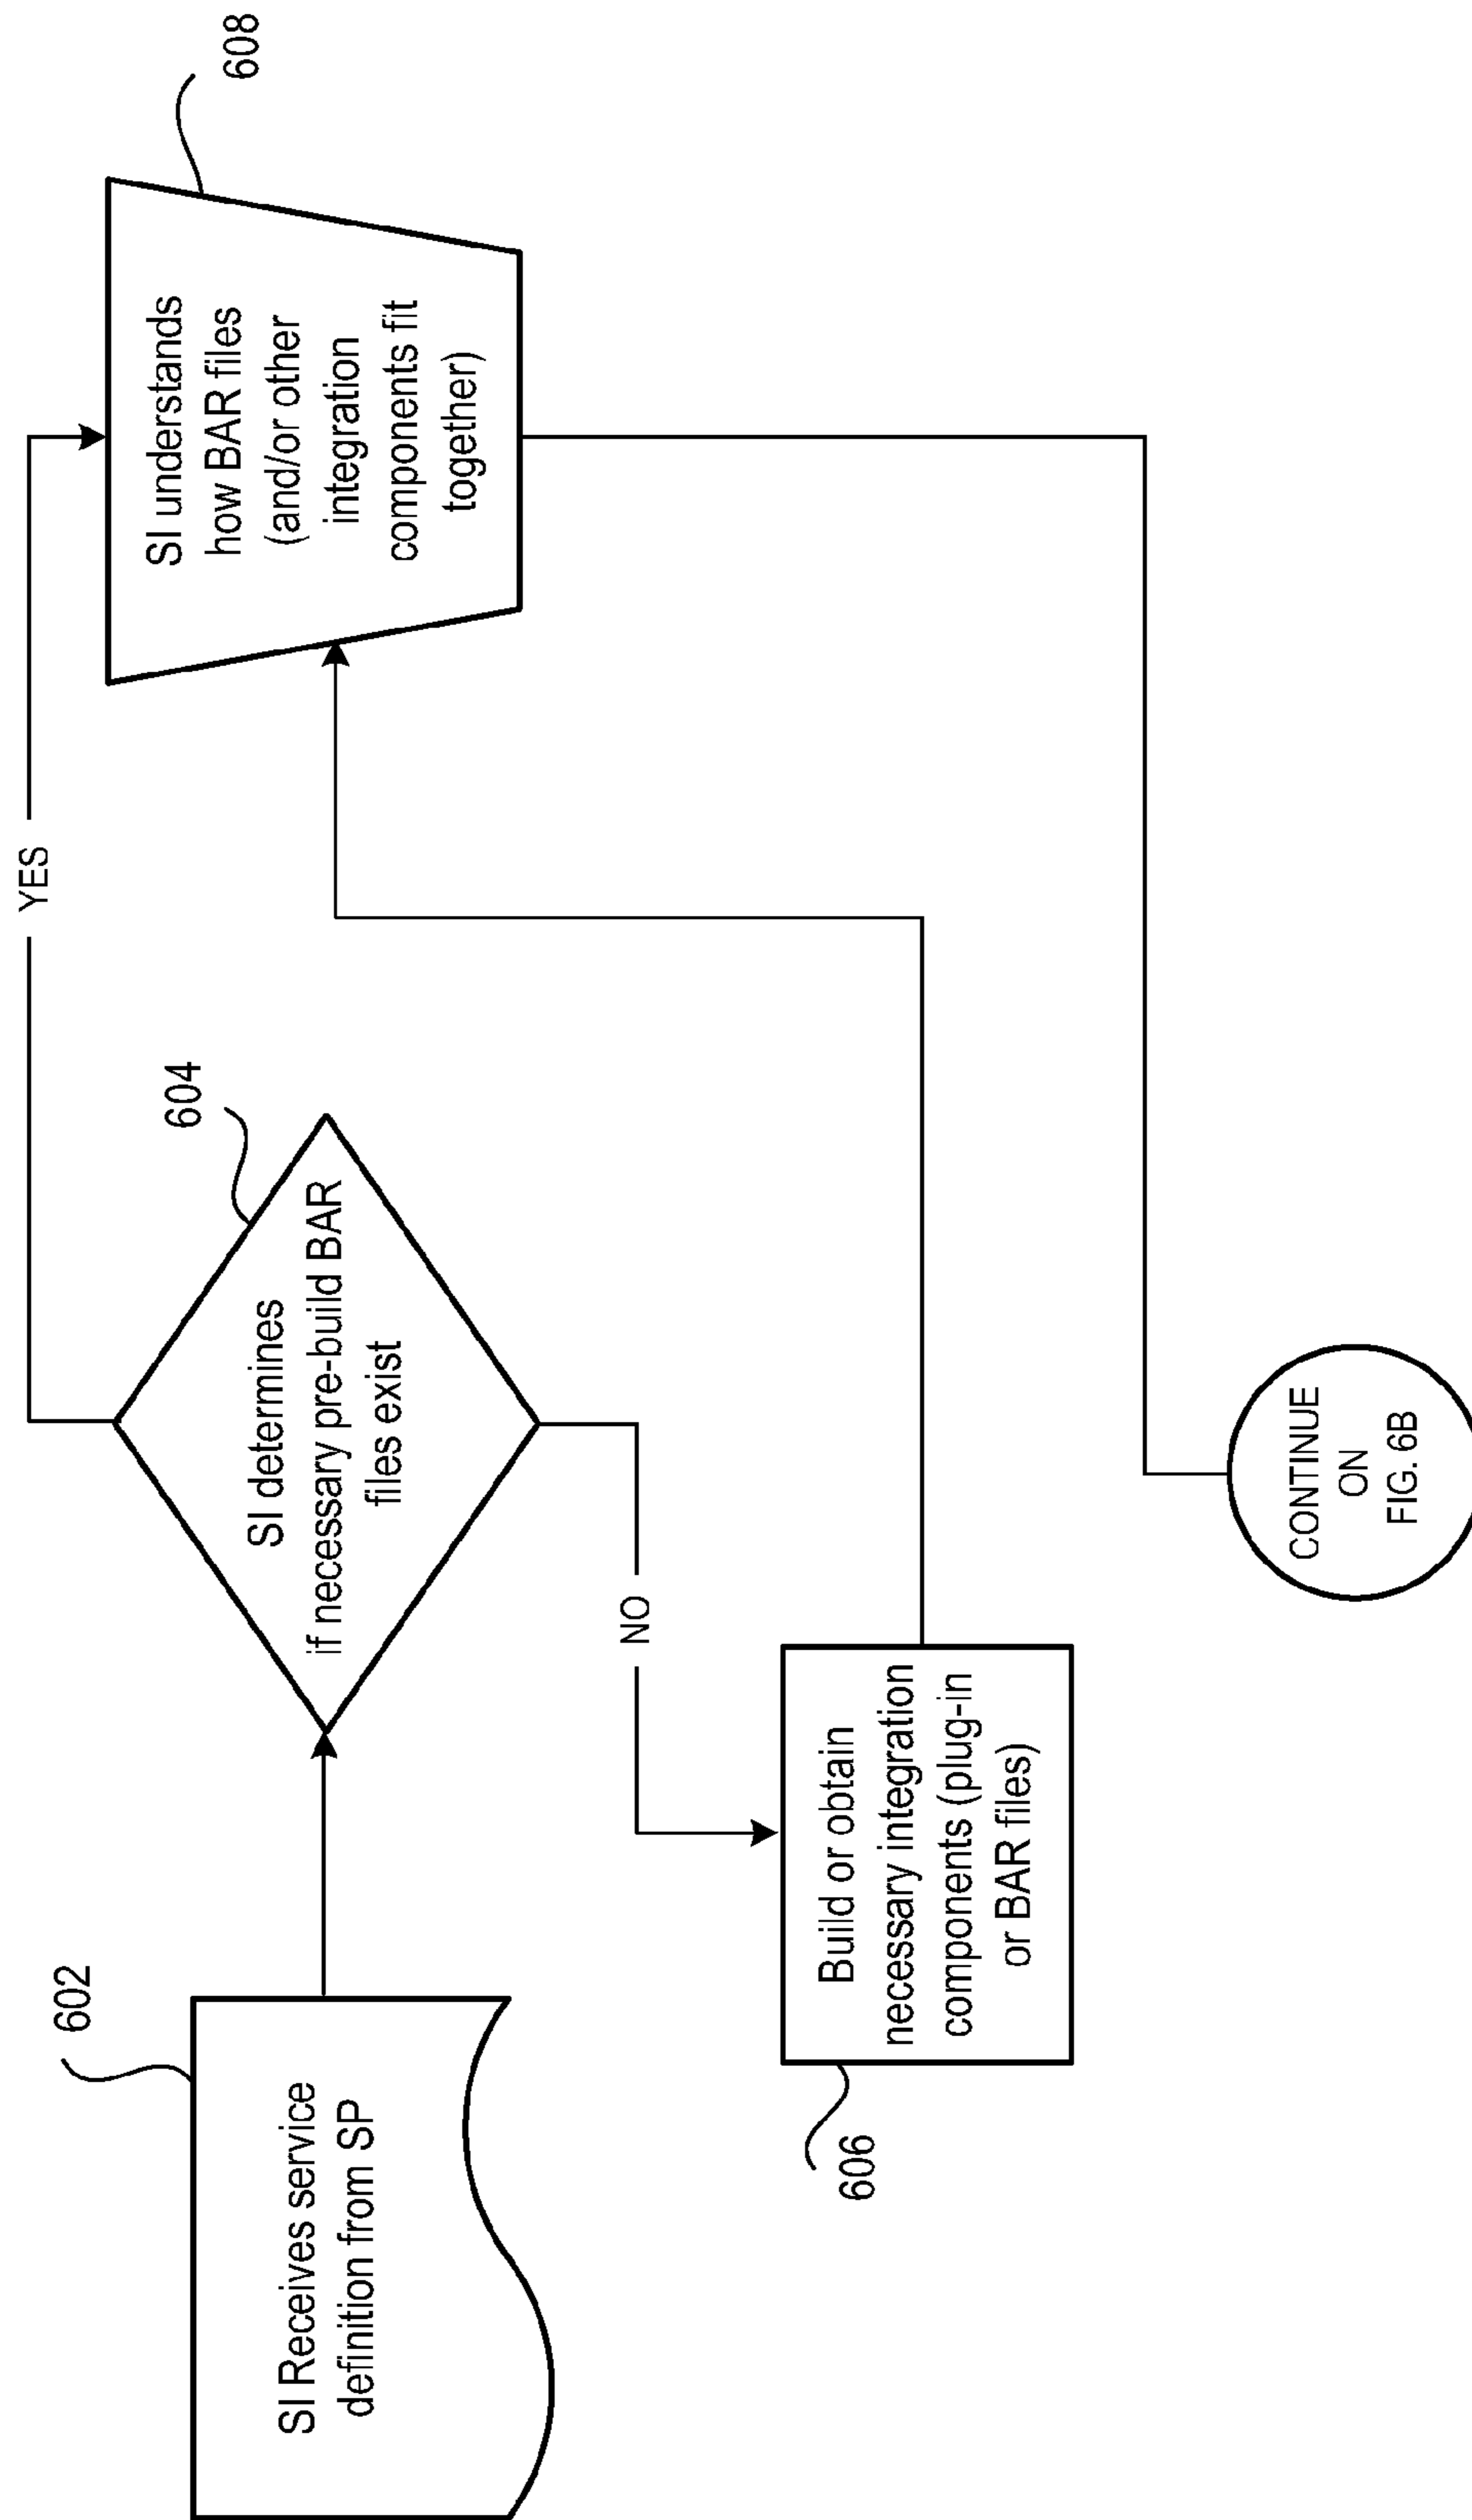 602
SI Receives service
definition from SP
604
SI determines
if necessary pre-build BAR
files exist
YES
NO
606
Build or obtain
necessary integration
components (plug-in
or BAR files)
608
SI understands
how BAR files
(and/or other
integration
components fit
together)
CONTINUE
ON
FIG. 6B